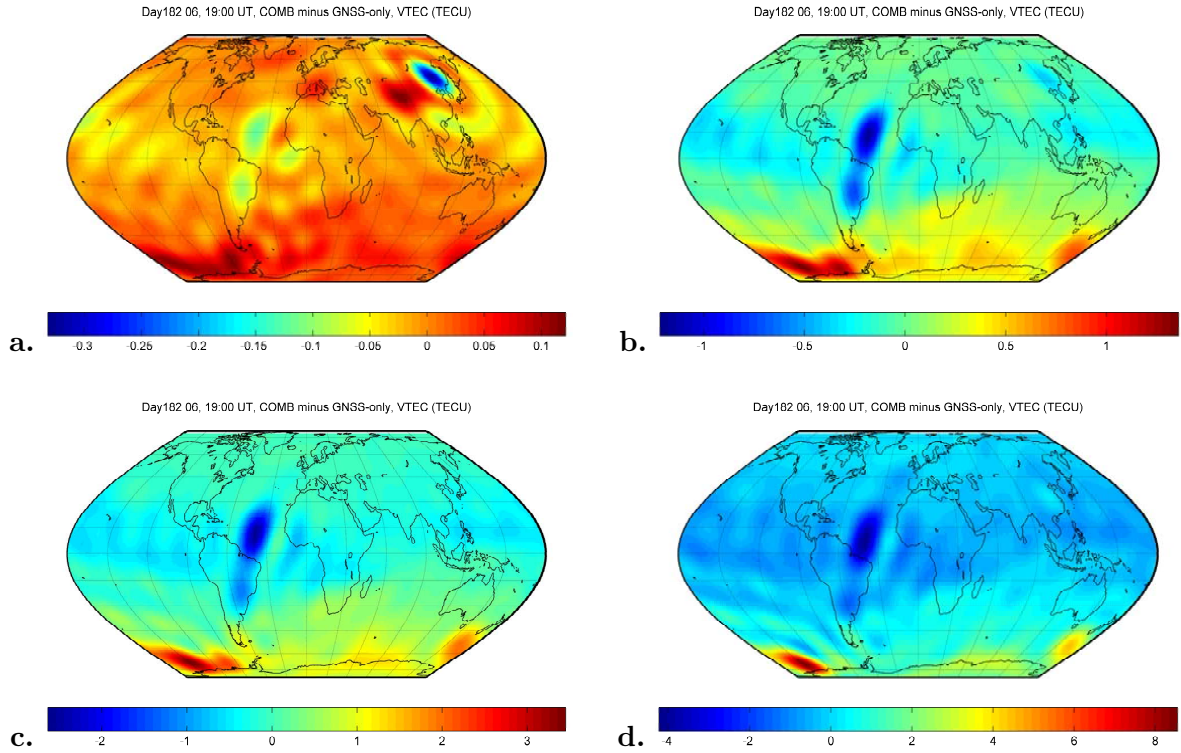 Day182 06, 19:00 UT, COMB minus GNSS-only, VTEC (TECU)
Day182 06, 19:00 UT, COMB minus GNSS-only, VTEC (TECU)
a.
-0.3 -0.25 -0.2 -0.15 -0.1 -0.05 0 0.05 0.1
b.
-1 -0.5 0 0.5 1
Day182 06, 19:00 UT, COMB minus GNSS-only, VTEC (TECU)
Day182 06, 19:00 UT, COMB minus GNSS-only, VTEC (TECU)
c.
-2 -1 0 1 2 3
d.
-4 -2 0 2 4 6 8